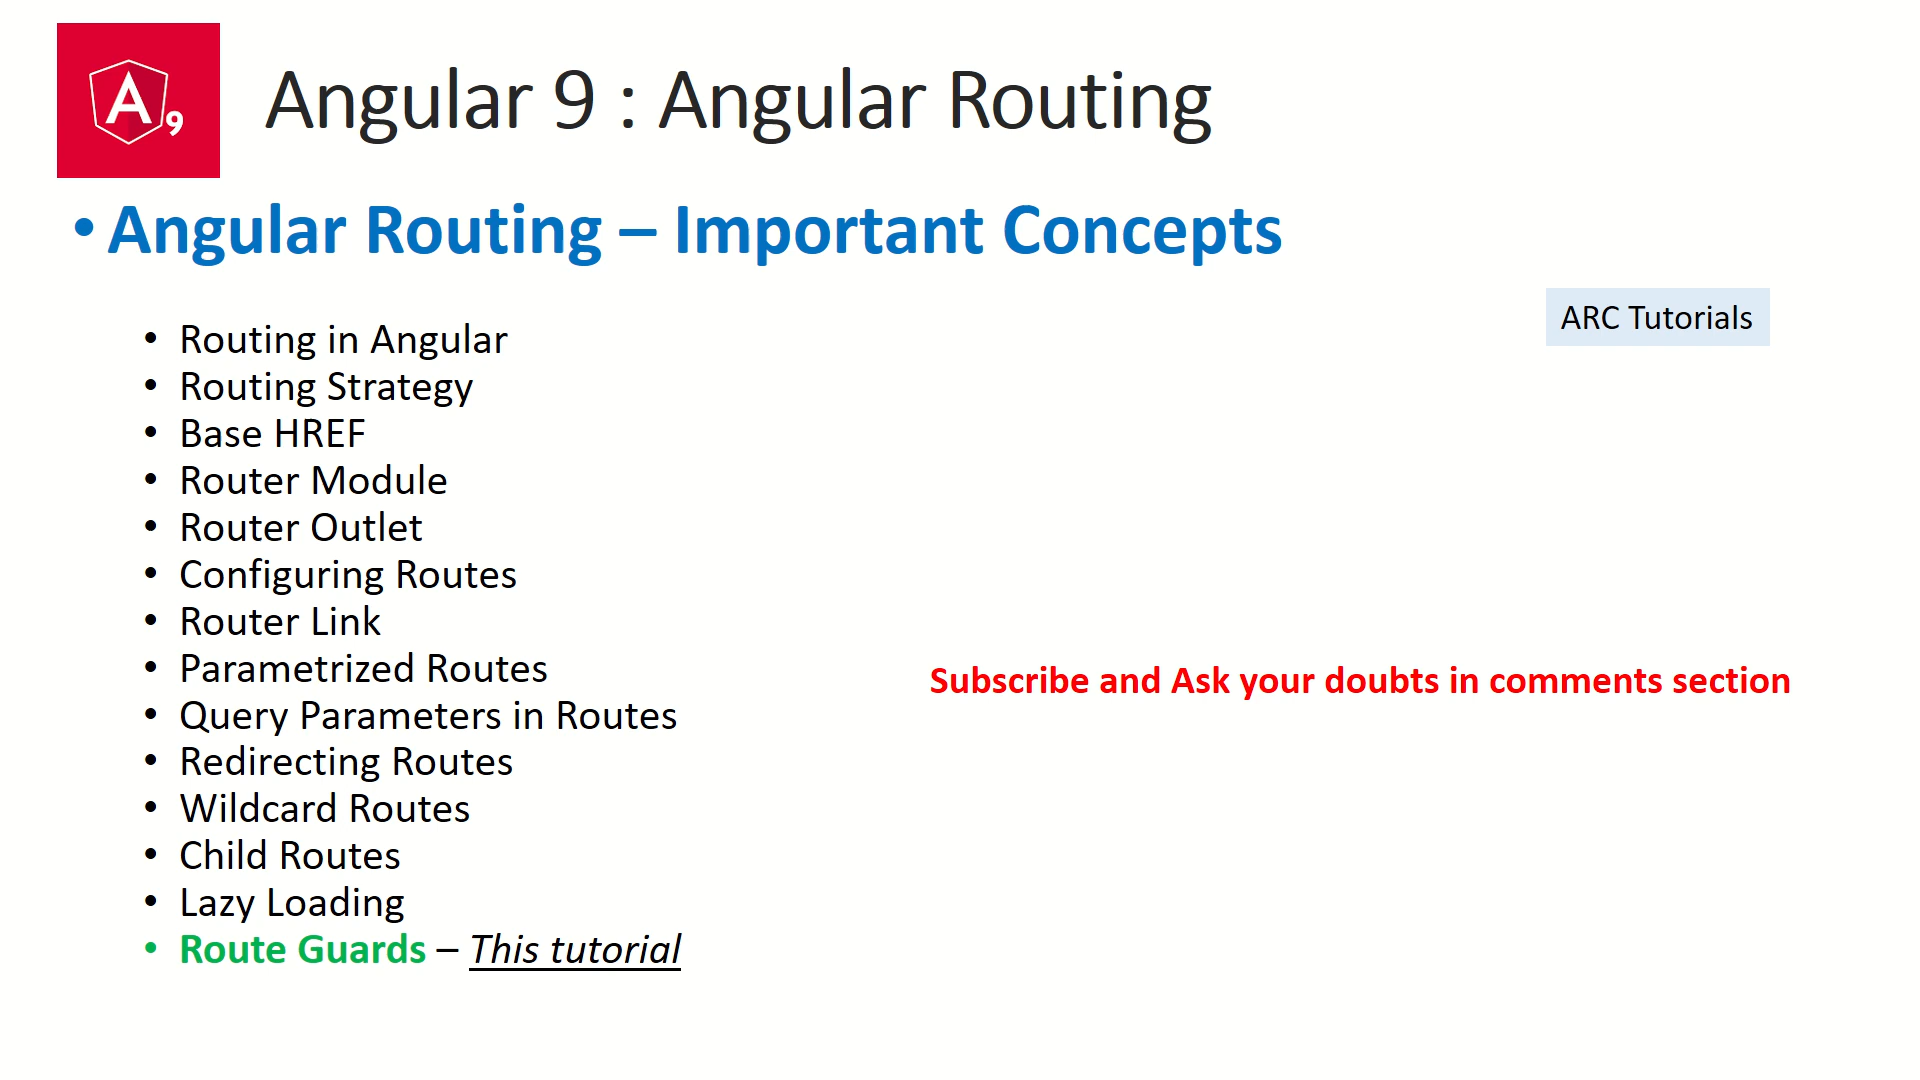 A9
Angular 9 : Angular Routing
• Angular Routing – Important Concepts
ARC Tutorials
• Routing in Angular
• Routing Strategy
• Base HREF
• Router Module
• Router Outlet
• Configuring Routes
• Router Link
• Parametrized Routes
Subscribe and Ask your doubts in comments section
• Query Parameters in Routes
• Redirecting Routes
• Wildcard Routes
• Child Routes
• Lazy Loading
• Route Guards – This tutorial